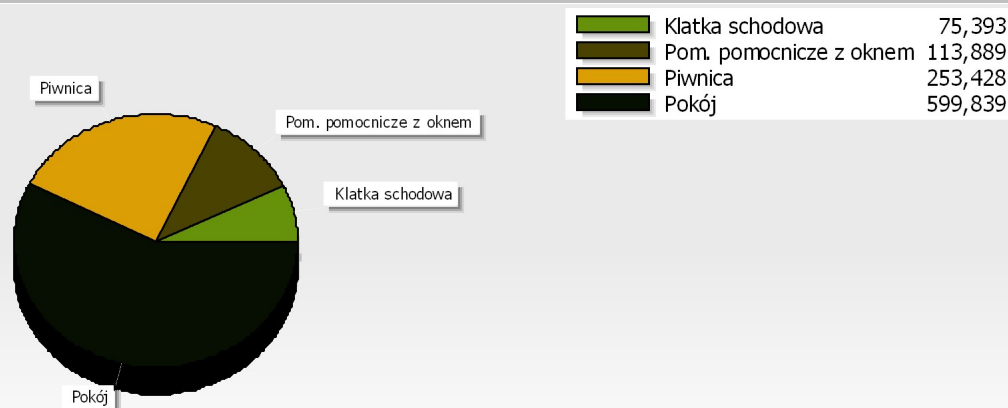 Klatka schodowa 75,393
Pom. pomocnicze z oknem 113,889
Piwnica 253,428
Pokój 599,839
Piwnica
Pom. pomocnicze z oknem
Klatka schodowa
Pokój